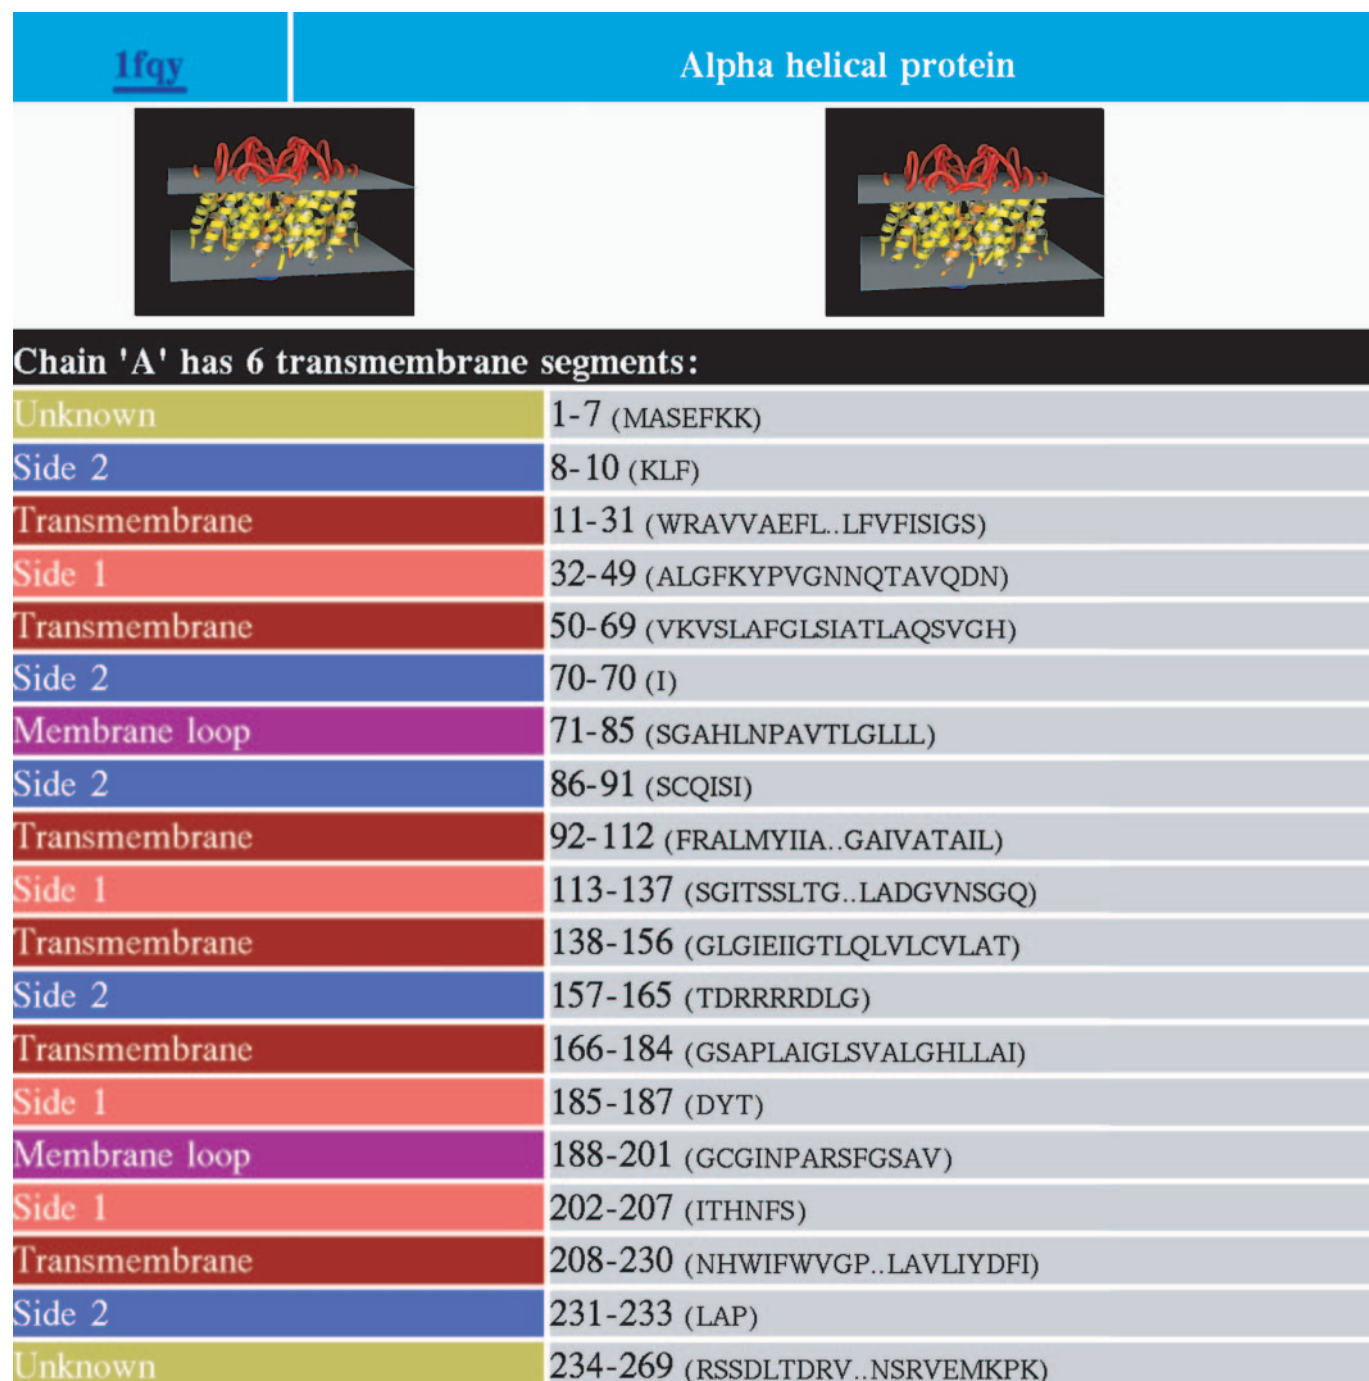 1fqy Alpha helical protein
Chain 'A' has 6 transmembrane segments:
Unknown 1-7 (MASEFKK)
Side 2 8-10 (KLF)
Transmembrane 11-31 (WRAVVAEFL..LFVFISIGS)
Side 1 32-49 (ALGFKYPVGNNQTAVQDN)
Transmembrane 50-69 (VKVSLAFGLSIATLAQSVGH)
Side 2 70-70 (I)
Membrane loop 71-85 (SGAHLNPAVTLGLLL)
Side 2 86-91 (SCQISI)
Transmembrane 92-112 (FRALMYIIA..GAIVATAIL)
Side 1 113-137 (SGITSSLTG..LADGVNSGQ)
Transmembrane 138-156 (GLGIEIIGTLQLVLCVLAT)
Side 2 157-165 (TDRRRRDLG)
Transmembrane 166-184 (GSAPLAIGLSVALGHLLAI)
Side 1 185-187 (DYT)
Membrane loop 188-201 (GCGINPARSFGSAV)
Side 1 202-207 (ITHNFS)
Transmembrane 208-230 (NHWIFWVGP..LAVLIYDFI)
Side 2 231-233 (LAP)
Unknown 234-269 (RSSDLTDRV..NSRVEMKPK)